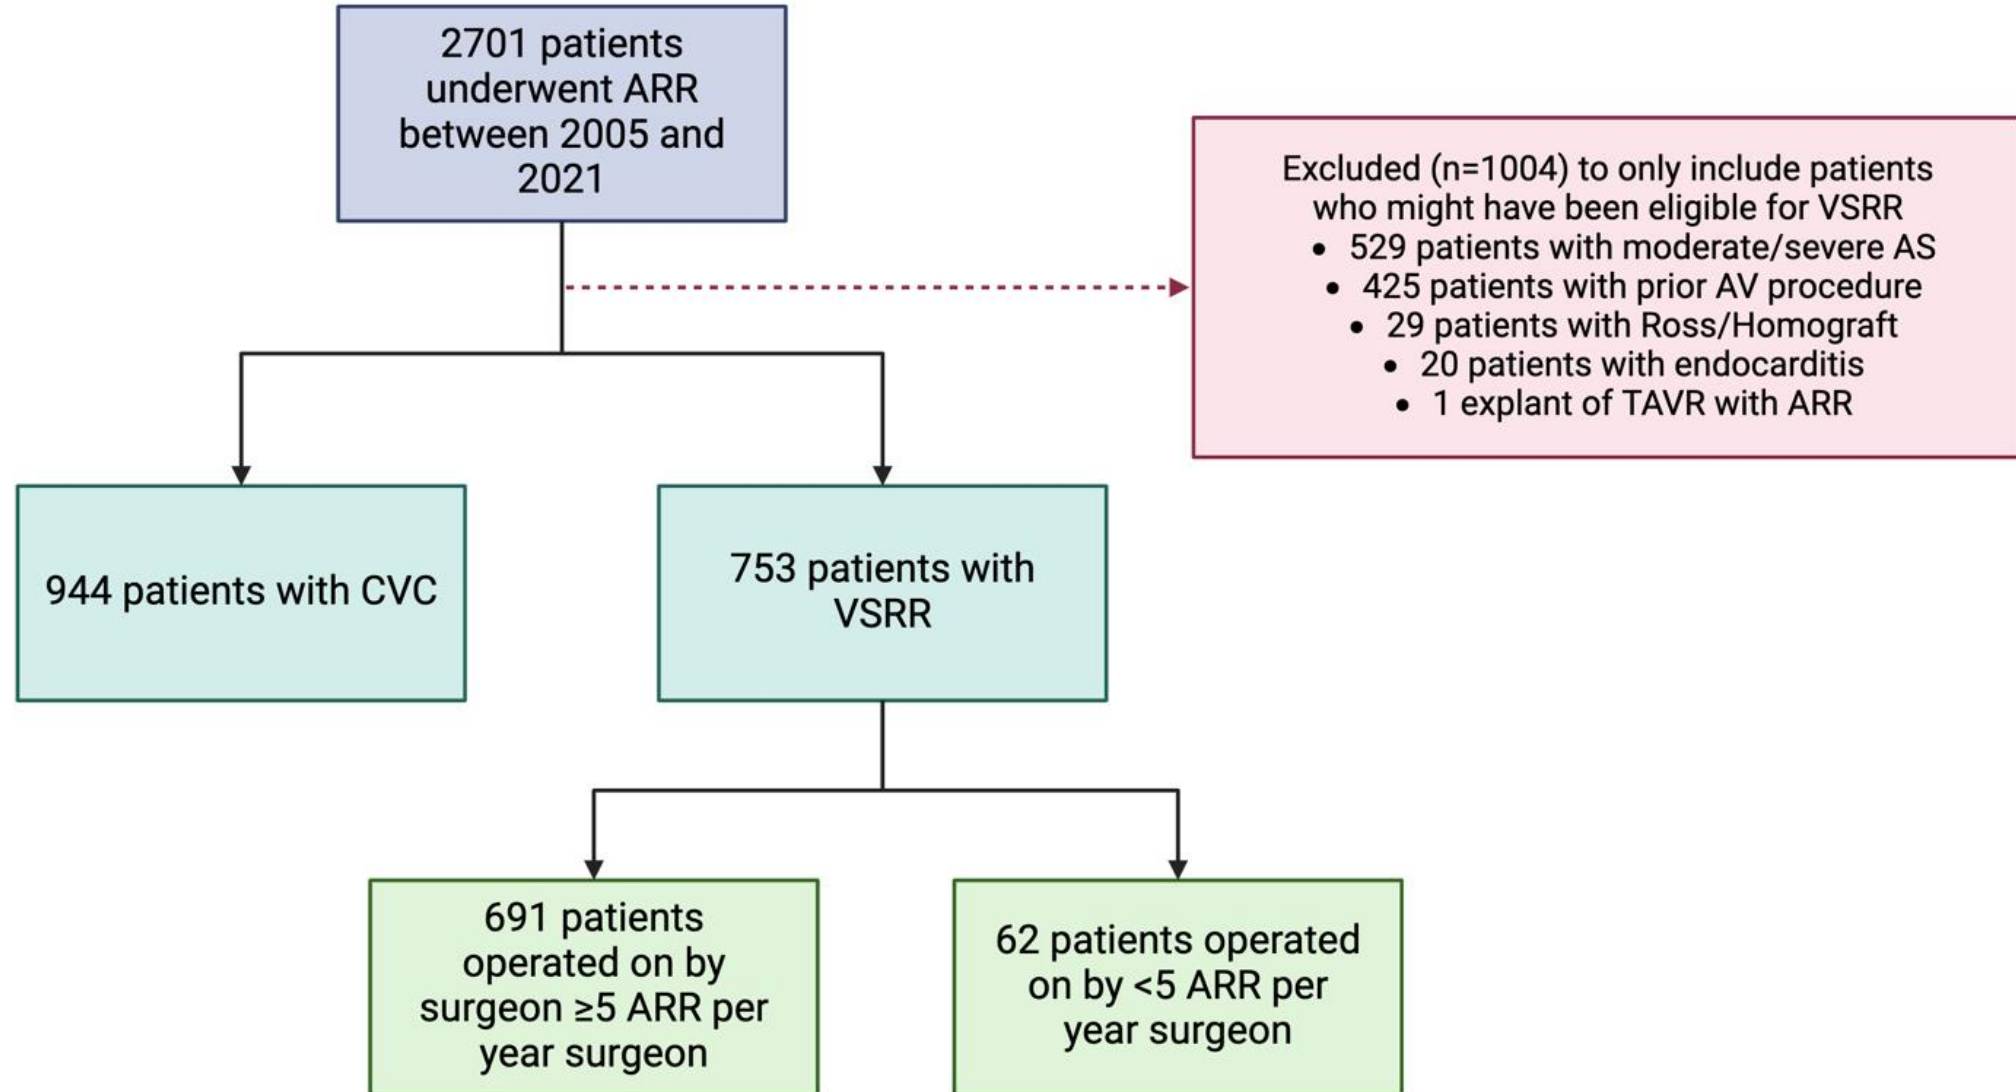 2701 patients
underwent ARR
between 2005 and
2021
Excluded (n=1004) to only include patients
who might have been eligible for VSRR
• 529 patients with moderate/severe AS
• 425 patients with prior AV procedure
• 29 patients with Ross/Homograft
• 20 patients with endocarditis
• 1 explant of TAVR with ARR
944 patients with CVC
753 patients with
VSRR
691 patients
operated on by
surgeon ≥5 ARR per
year surgeon
62 patients operated
on by <5 ARR per
year surgeon